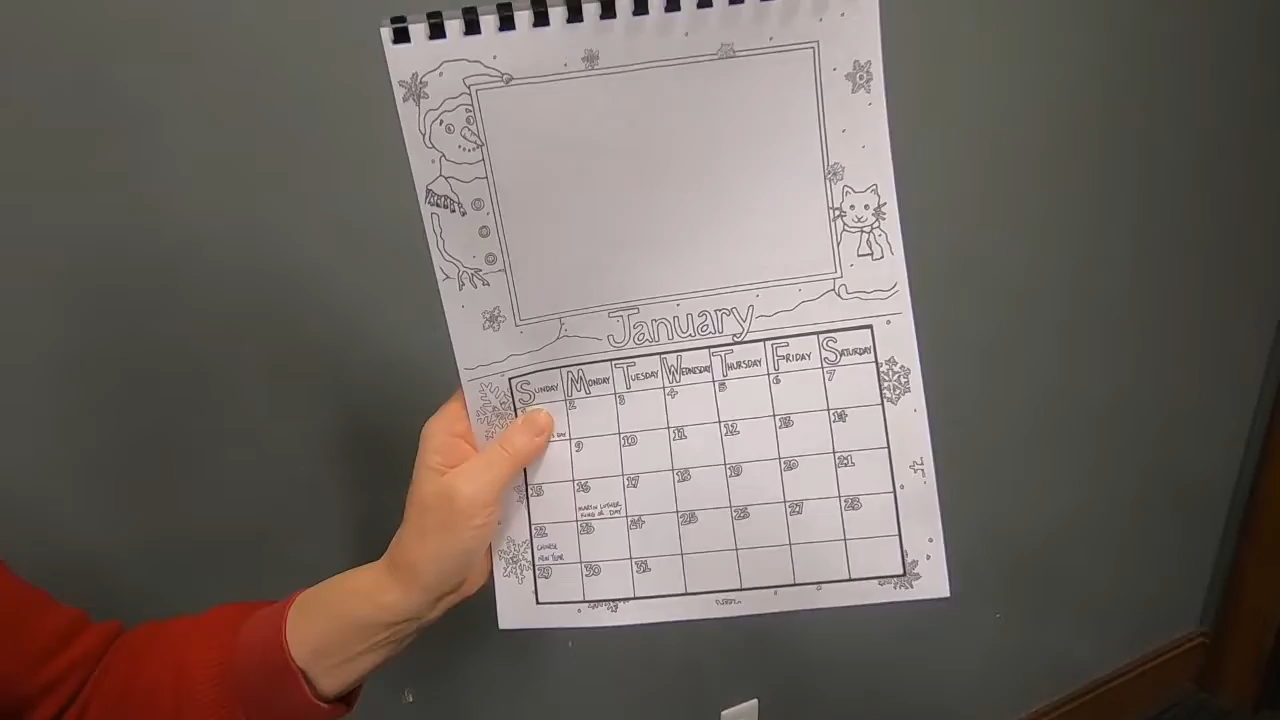 January
SUNDAY MONDAY TUESDAY WEDNESDAY THURSDAY FRIDAY SATURDAY
2 3 4 5 6 7
DAY
9 10 11 12 13 14
15 16 17 18 19 20 21
MARTIN LUTHER
KING JR DAY
22 23 24 25 26 27 28
CHINESE
NEW YEAR
29 30 31